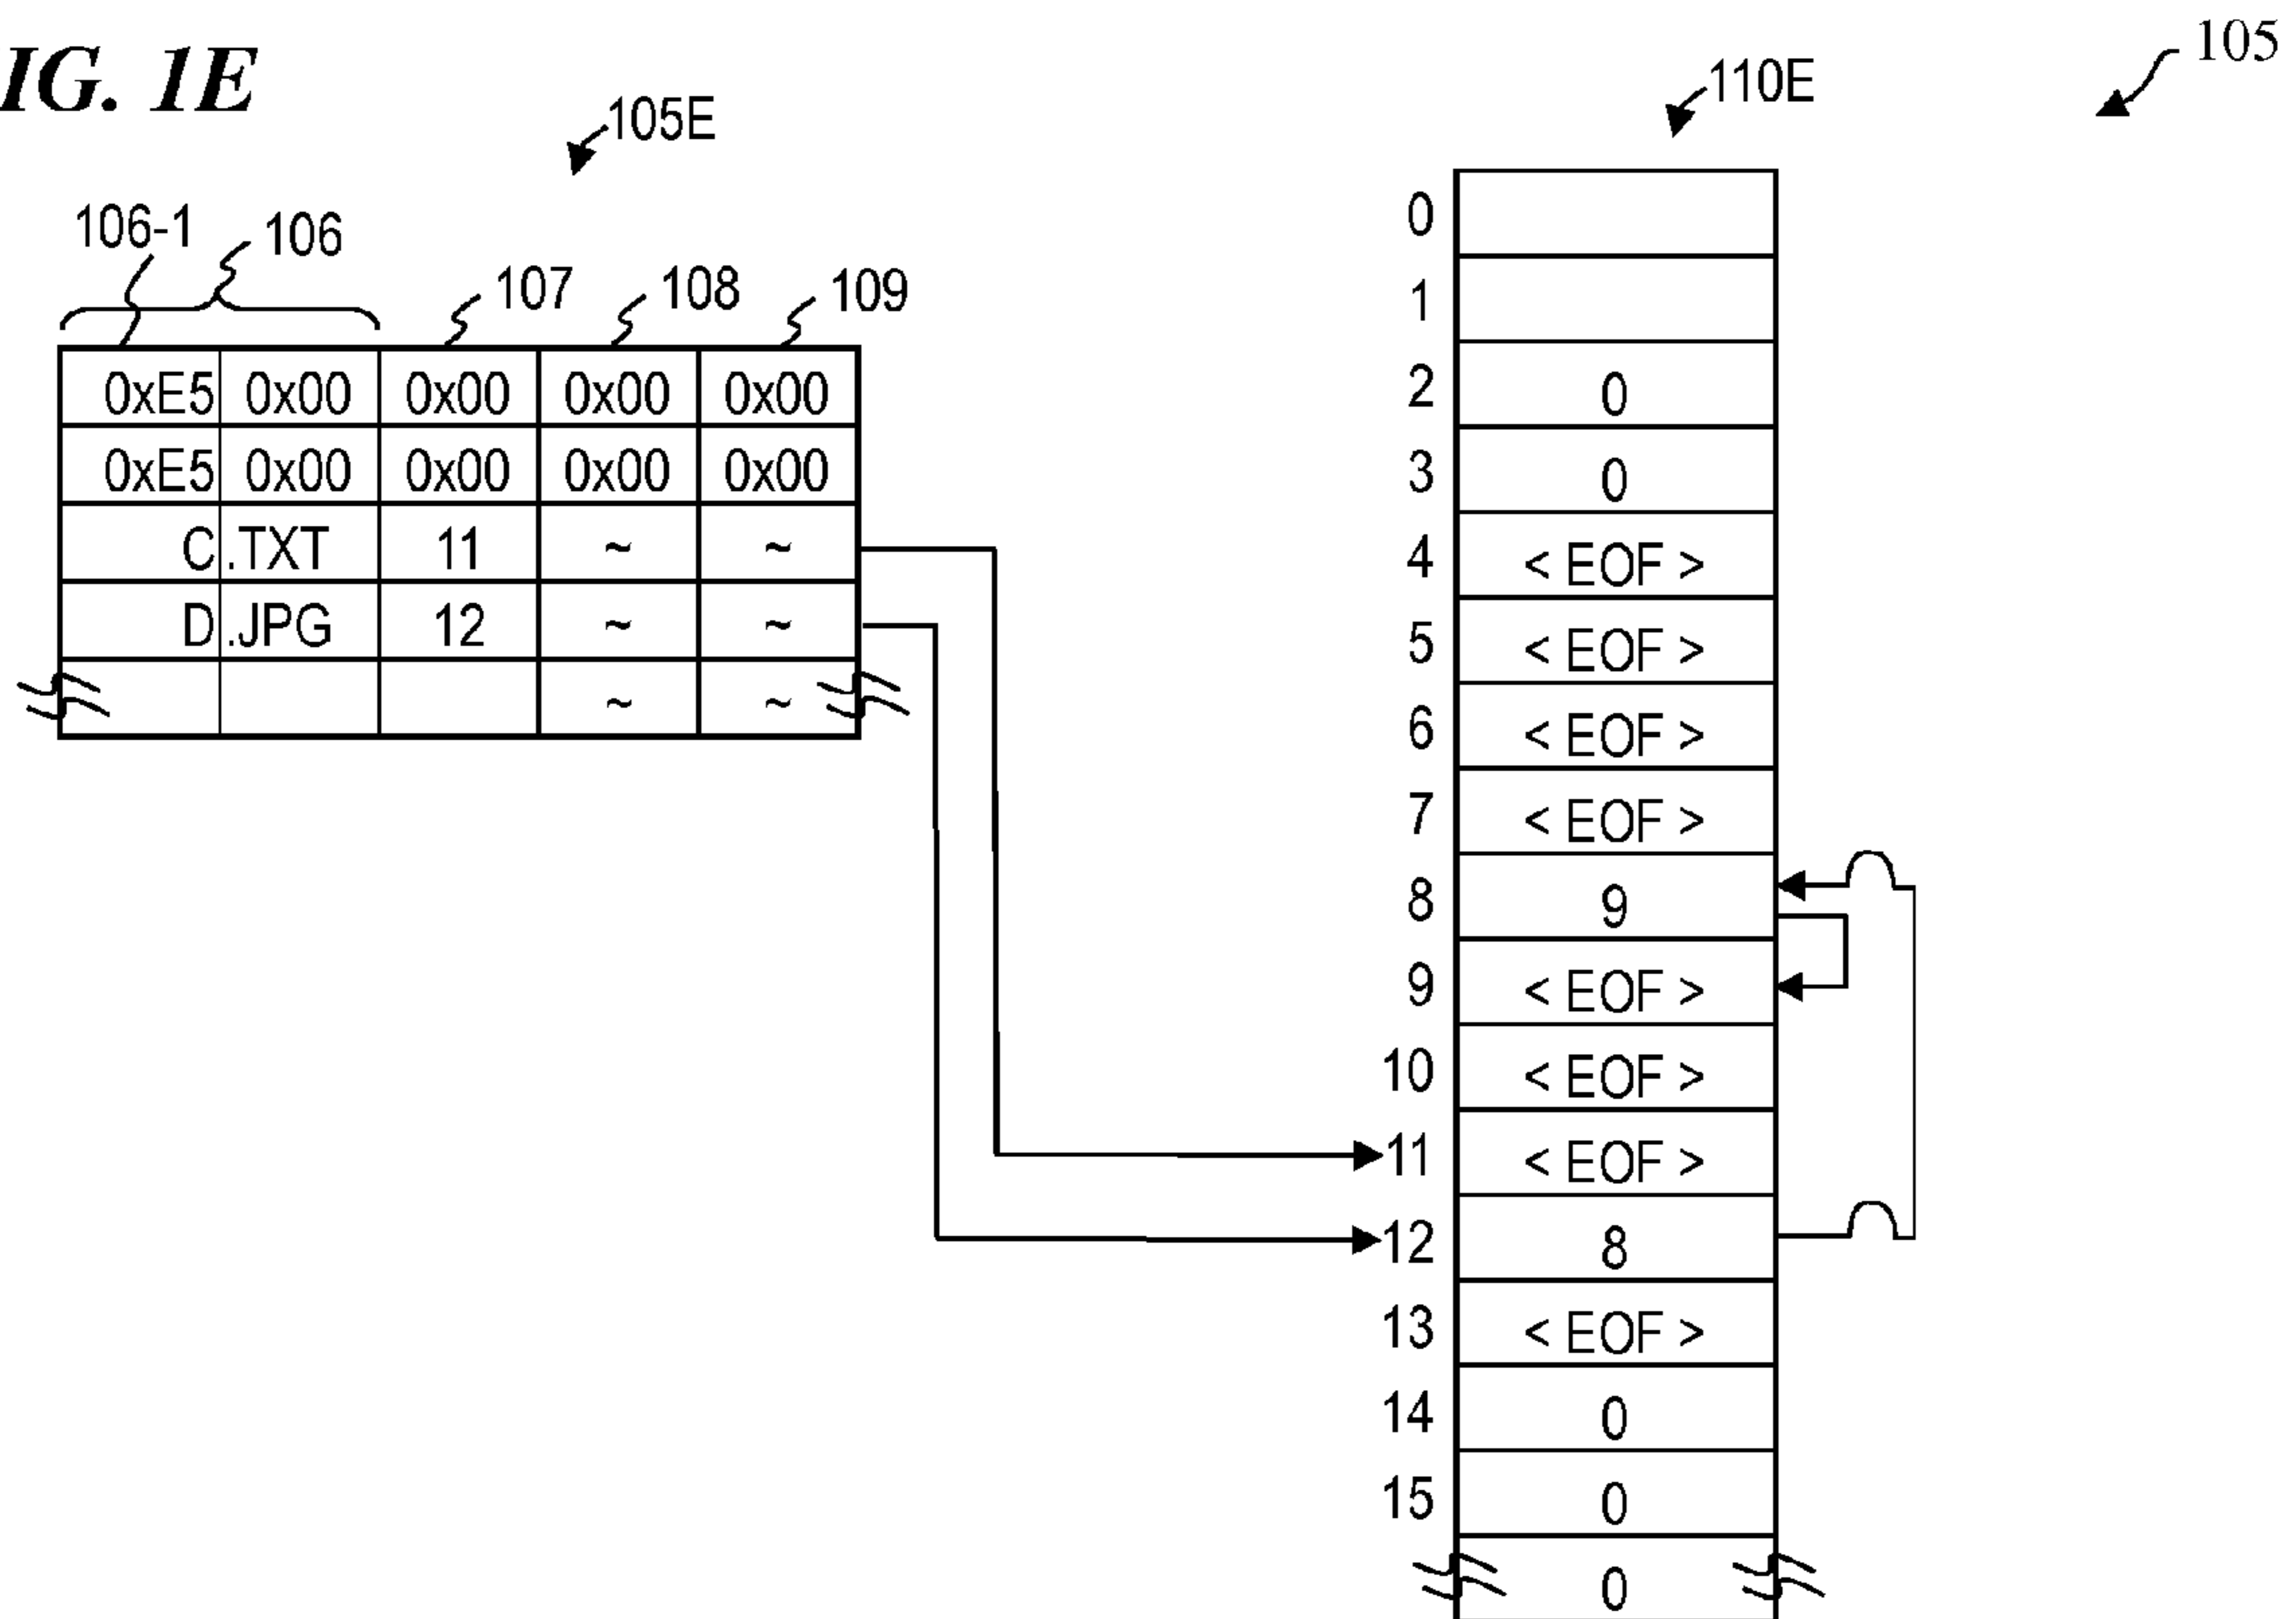 IG. 1E
105
110E
105E
106-1 106
107 108 109
0xE5 0x00 0x00 0x00 0x00
0xE5 0x00 0x00 0x00 0x00
C .TXT 11 ~ ~
D .JPG 12 ~ ~
~ ~
0
1
2 0
3 0
4 < EOF >
5 < EOF >
6 < EOF >
7 < EOF >
8 9
9 < EOF >
10 < EOF >
11 < EOF >
12 8
13 < EOF >
14 0
15 0
0